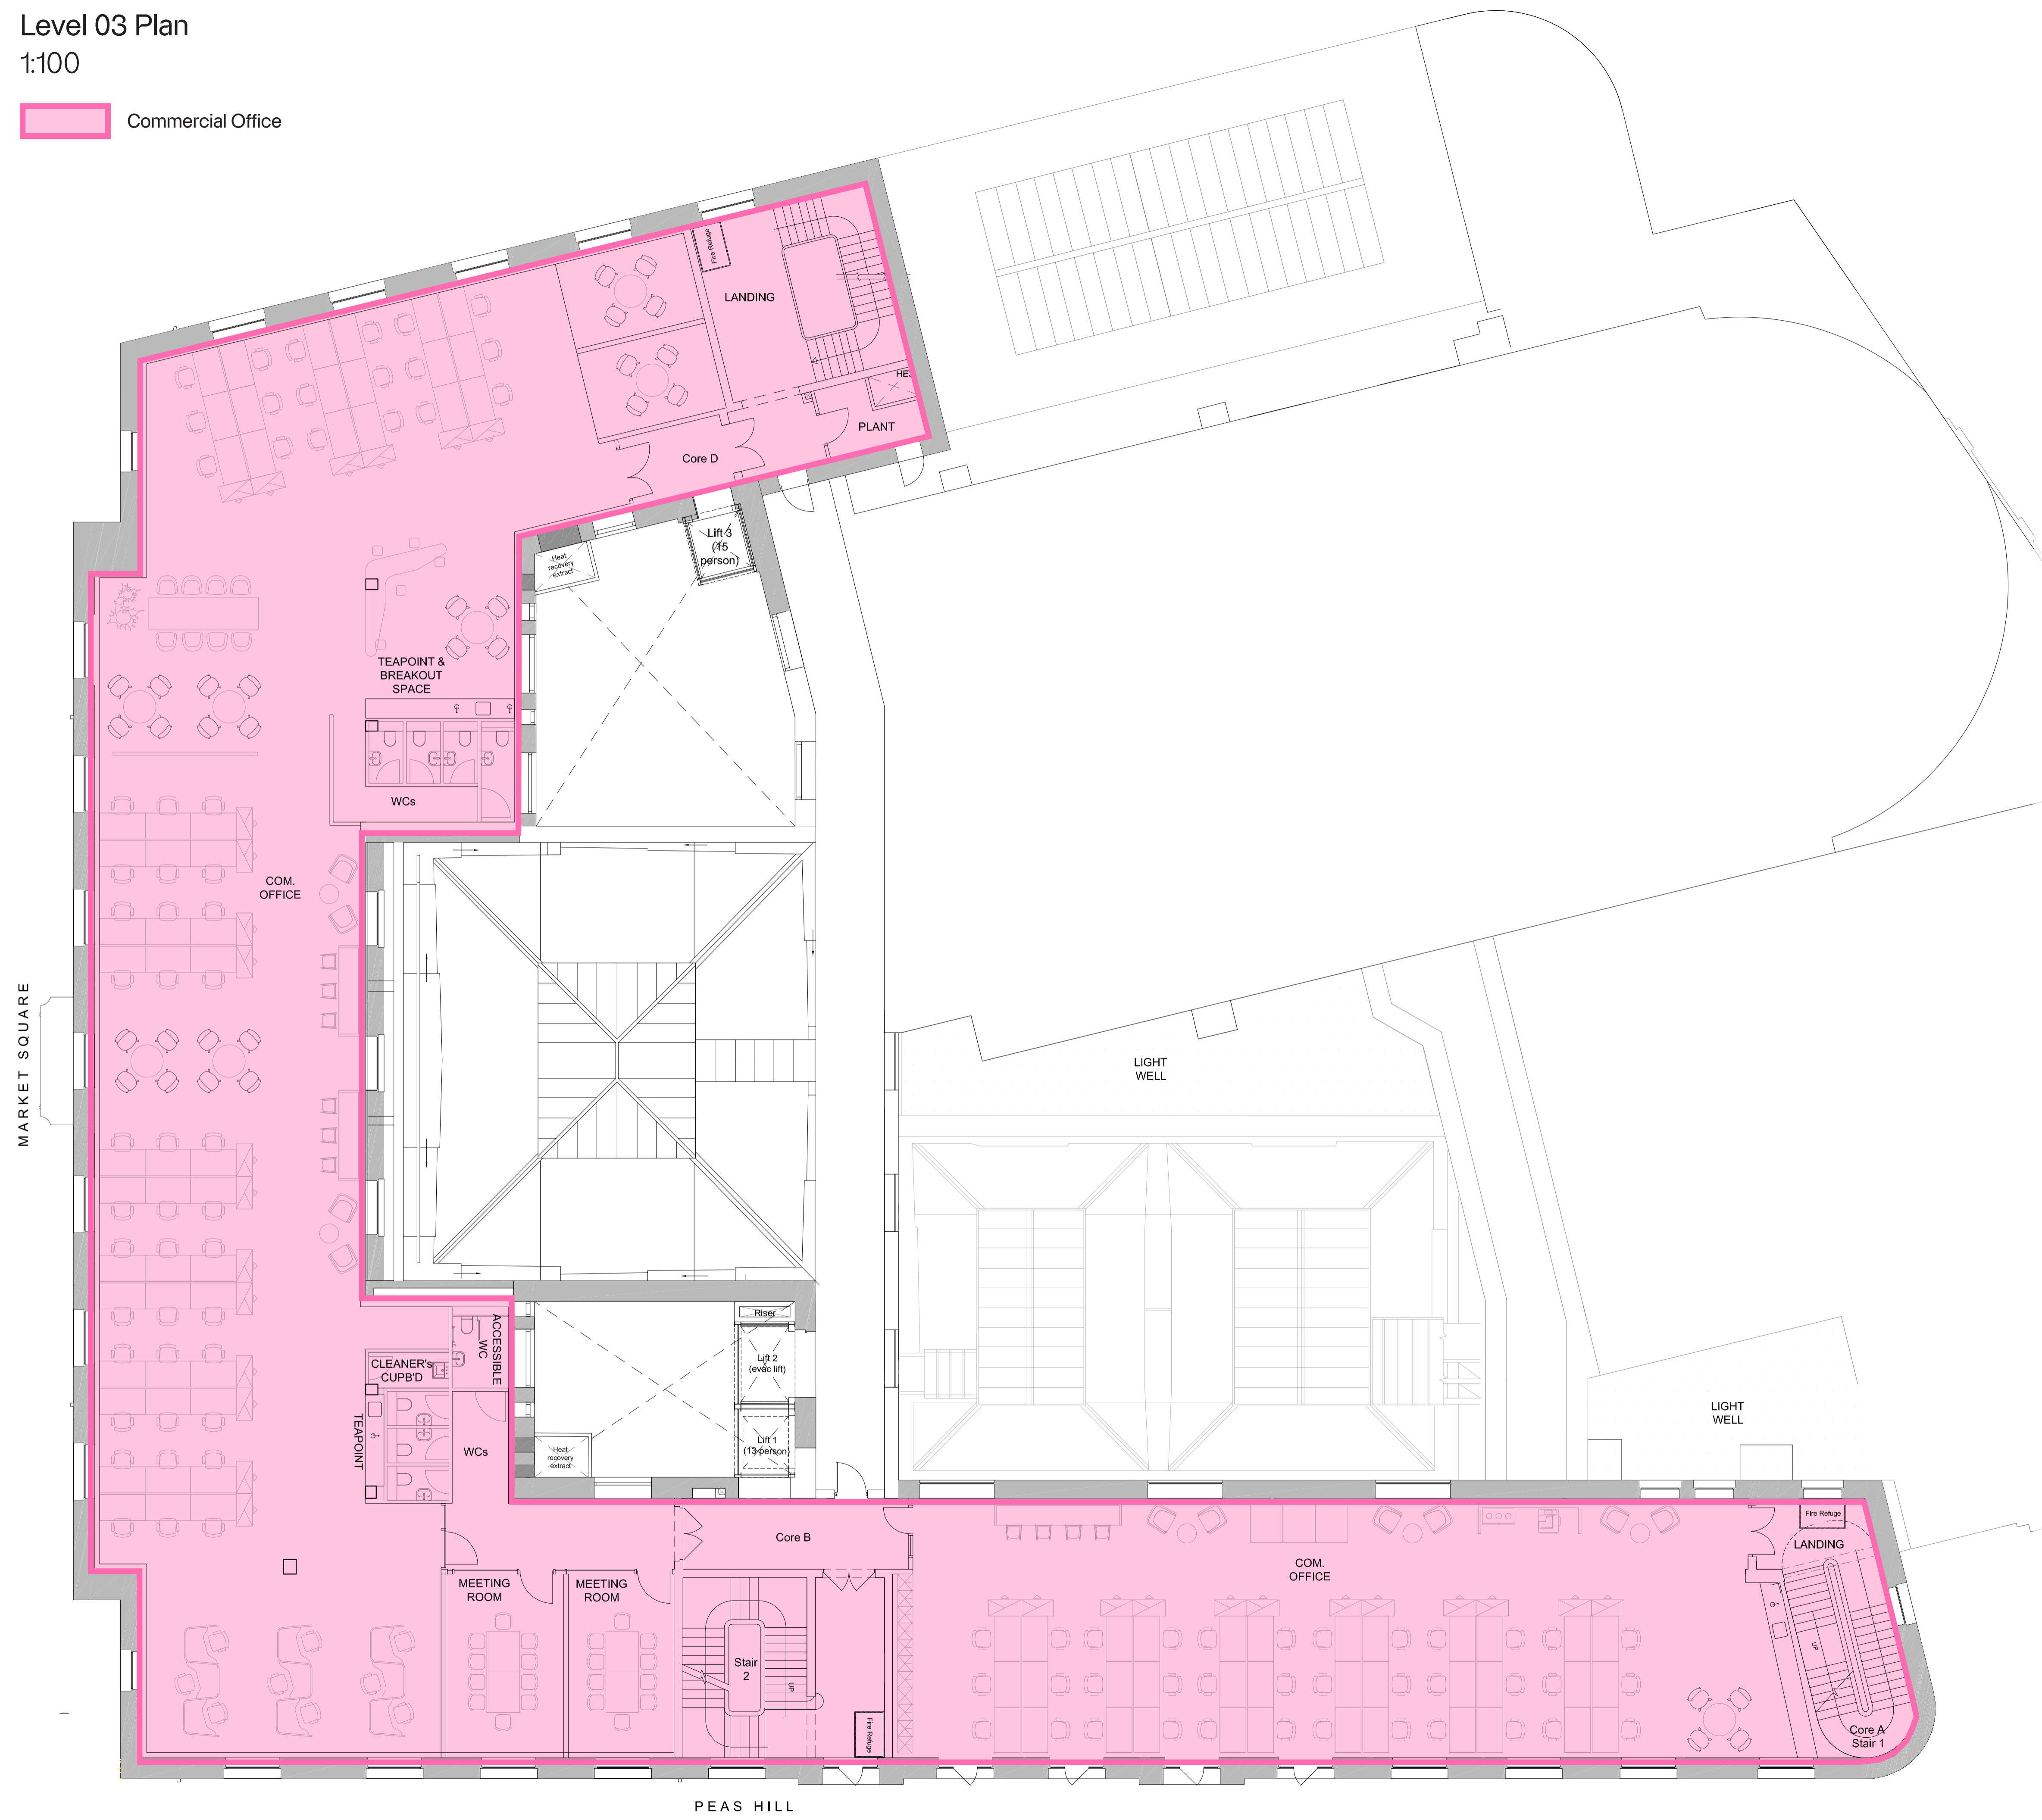 Level 03 Plan
1:100
Commercial Office
Fire Refuge
LANDING
HE
PLANT
Core D
Lift 3
(15
person)
Heat
recovery
extract
TEAPOINT &
BREAKOUT
SPACE
WCs
COM.
OFFICE
MARKET SQUARE
LIGHT
WELL
Riser
ACCESSIBLE
WC
CLEANER's
CUPB'D
Lift 2
(evac lift)
LIGHT
WELL
TEAPOINT
WCs
Lift 1
(13 person)
Heat
recovery
extract
Core B
Fire Refuge
LANDING
COM.
OFFICE
MEETING
ROOM
MEETING
ROOM
UP
Stair
2
UP
Fire Refuge
Core A
Stair 1
PEAS HILL